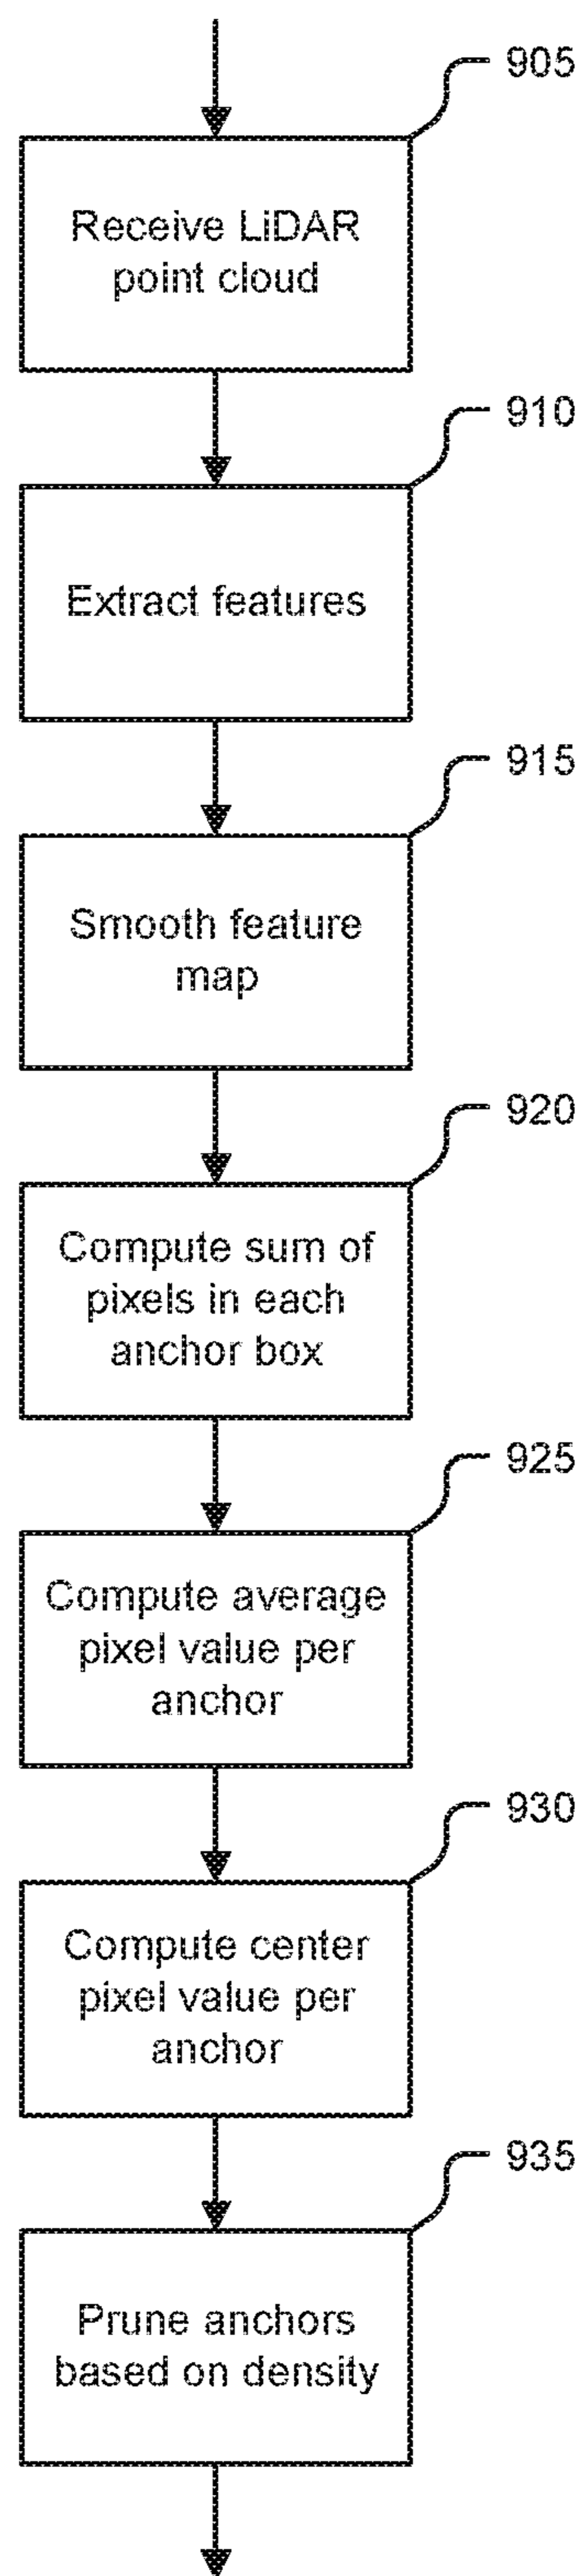 905
Receive LiDAR
point cloud
910
Extract features
915
Smooth feature
map
920
Compute sum of
pixels in each
anchor box
925
Compute average
pixel value per
anchor
930
Compute center
pixel value per
anchor
935
Prune anchors
based on density